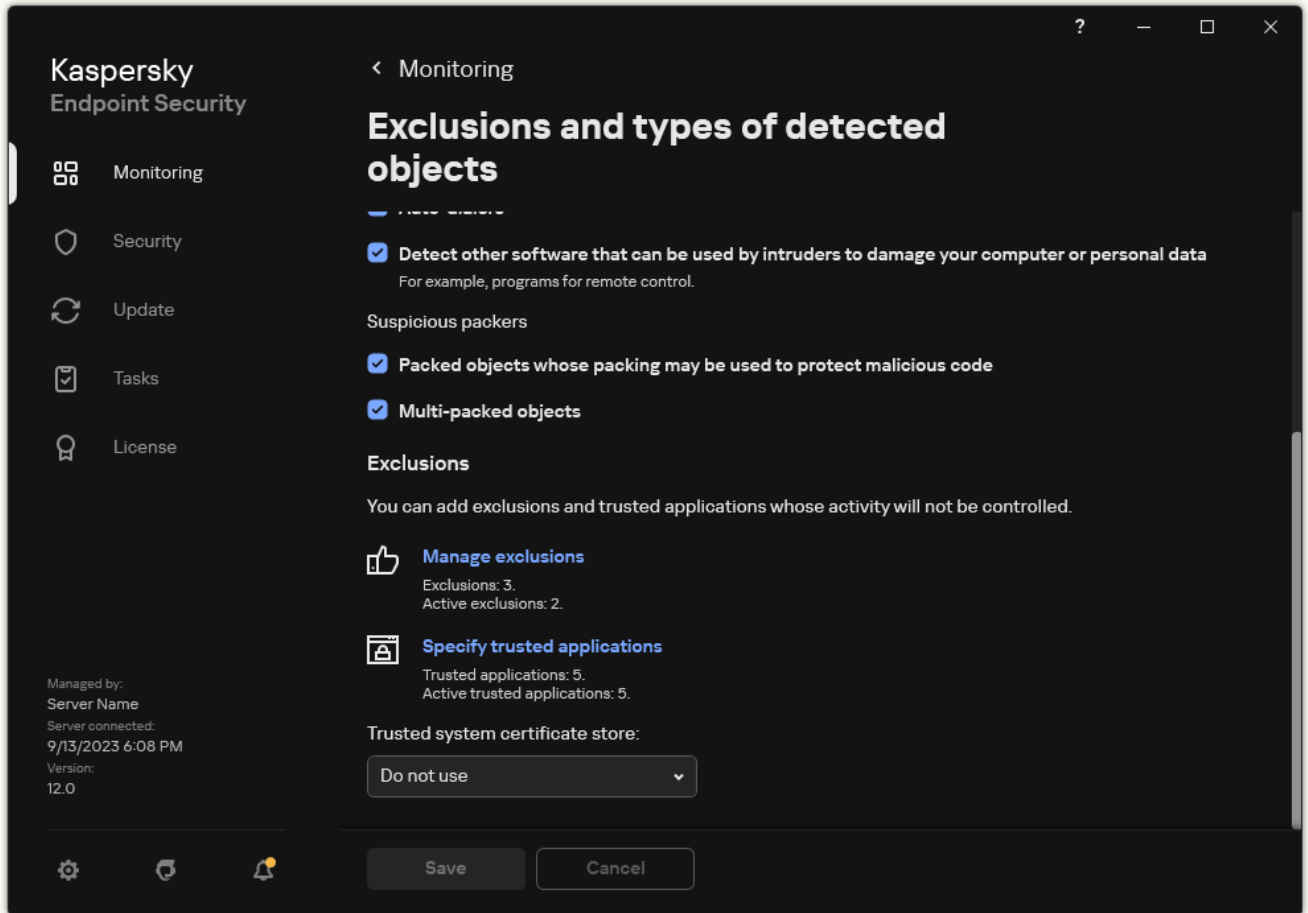 ?
Kaspersky
Endpoint Security
Monitoring
Security
Update
Tasks
License
Managed by:
Server Name
Server connected:
9/13/2023 6:08 PM
Version:
12.0
Monitoring
Exclusions and types of detected
objects
Auto-dialers
Detect other software that can be used by intruders to damage your computer or personal data
For example, programs for remote control.
Suspicious packers
Packed objects whose packing may be used to protect malicious code
Multi-packed objects
Exclusions
You can add exclusions and trusted applications whose activity will not be controlled.
Manage exclusions
Exclusions: 3.
Active exclusions: 2.
Specify trusted applications
Trusted applications: 5.
Active trusted applications: 5.
Trusted system certificate store:
Do not use
Save
Cancel